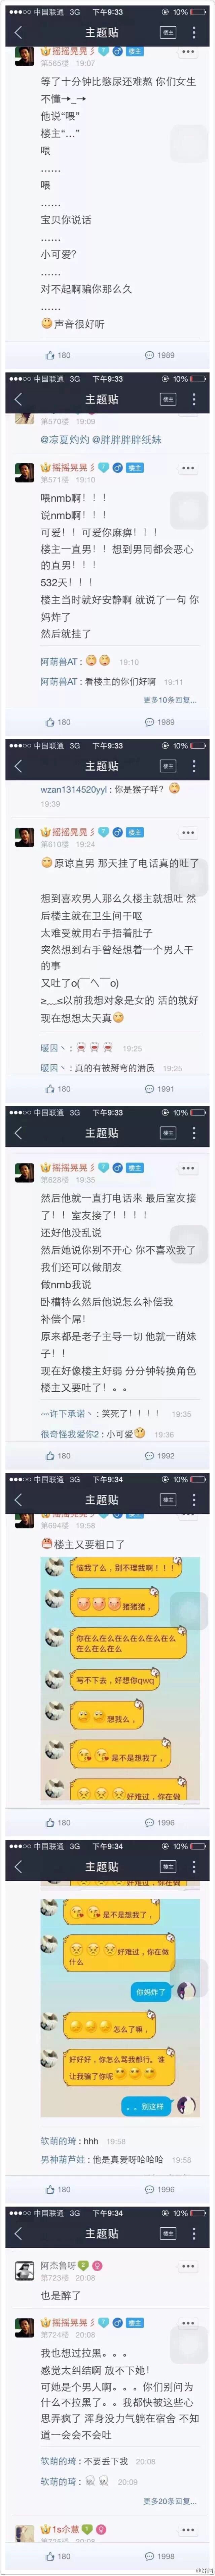 中国联通 3G 下午9:33 10%
主题贴 楼主
摇摇晃晃彡 楼主
第565楼 19:07
等了十分钟比憋尿还难熬 你们女生
不懂→_→
他说“喂”
楼主“…”
喂
……
喂
……
宝贝你说话
……
小可爱？
……
对不起啊骗你那么久
……
声音很好听
180 1989
中国联通 3G 下午9:33 10%
主题贴 楼主
第570楼 19:09
@凉夏灼灼 @胖胖胖胖纸妹
摇摇晃晃彡 楼主
第571楼 19:10
喂nmb啊！！！
说nmb啊！！！
可爱！！可爱你麻痹！！！
楼主一直男！！想到男同都会恶心
的直男！！！
532天！！！
楼主当时就好安静啊 就说了一句 你
妈炸了
然后就挂了
阿萌兽AT： 19:10
阿萌兽AT：看楼主的你们好啊 19:11
更多10条回复...
180 1989
中国联通 3G 下午9:33 10%
主题贴 楼主
wzan1314520yyl：你是猴子咩？
19:39
摇摇晃晃彡 楼主
第610楼 19:24
原谅直男 那天挂了电话真的吐了
想到喜欢男人那么久楼主就想吐 然
后楼主就在卫生间干呕
太难受就用右手捂着肚子
突然想到右手曾经想着一个男人干
的事
又吐了o(￣ヘ￣o)
≥﹏≤以前我想对象是女的 活的就好
现在想想太天真
暖因丶： 19:25
暖因丶：真的有被掰弯的潜质 19:25
180 1991
中国联通 3G 下午9:33 10%
主题贴 楼主
摇摇晃晃彡 楼主
第628楼 19:35
然后他就一直打电话来 最后室友接
了！！室友接了！！！！
还好他没乱说
然后她说你别不开心 你不喜欢我了
我们还可以做朋友
做nmb我说
卧槽特么然后他说怎么补偿我
补偿个屌！
原来都是老子主导一切 他就一萌妹
子！！
现在好像楼主好弱 分分钟转换角色
楼主又要吐了！。。
一许下承诺丶：笑死了！！！！ 19:35
很奇怪我爱你2：小可爱 19:36
180 1992
中国联通 3G 下午9:34 10%
主题贴 楼主
摇摇晃晃彡 楼主
第694楼 19:58
楼主又要粗口了
恼我了么，别不理我啊！！！
猪猪猪，
你在么在么在么在么在么在么
在么在么在么
写不下去，好想你qwq
想我么，
是不是想我了，
好难过，你在做
180 1996
中国联通 3G 下午9:34 10%
主题贴 楼主
好难过，你在做
是不是想我了，
好难过，你在做
什么
你妈炸了
怎么了嘛，
好好好，你怎么骂我都行。谁
让我骗了你呢
。。别这样
软萌的琦：hhh 19:58
男神萌芦娃：他是真爱呀哈哈哈 19:58
180 1996
中国联通 3G 下午9:34 10%
主题贴 楼主
阿杰鲁呀
第723楼 20:08
也是醉了
摇摇晃晃彡 楼主
第724楼 20:08
我也想过拉黑。。。
感觉太纠结啊 放不下她！
可她是个男人啊。。。你们别问为
什么不拉黑了。。我都快被这些心
思弄疯了 浑身没力气躺在宿舍 不知
道一会会不会吐
软萌的琦：不要丢下我 20:08
软萌的琦： 20:09
更多20条回复...
180 1998